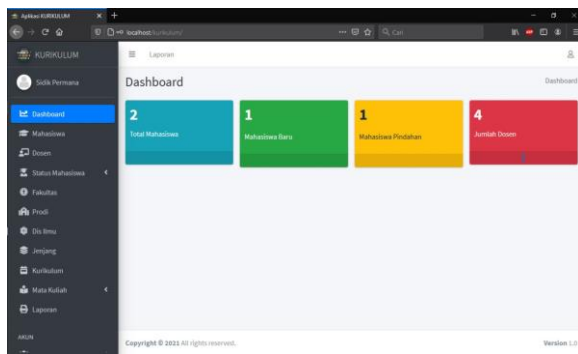 Aplikasi KURIKULUM
localhost/kurikulum/
Cari
KURIKULUM
Laporan
Sidik Permana
Dashboard
Dashboard
Dashboard
Mahasiswa
Dosen
Status Mahasiswa
Fakultas
Prodi
Dis Ilmu
Jenjang
Kurikulum
Mata Kuliah
Laporan
AKUN
2
Total Mahasiswa
1
Mahasiswa Baru
1
Mahasiswa Pindahan
4
Jumlah Dosen
Copyright © 2021 All rights reserved.
Version 1.0